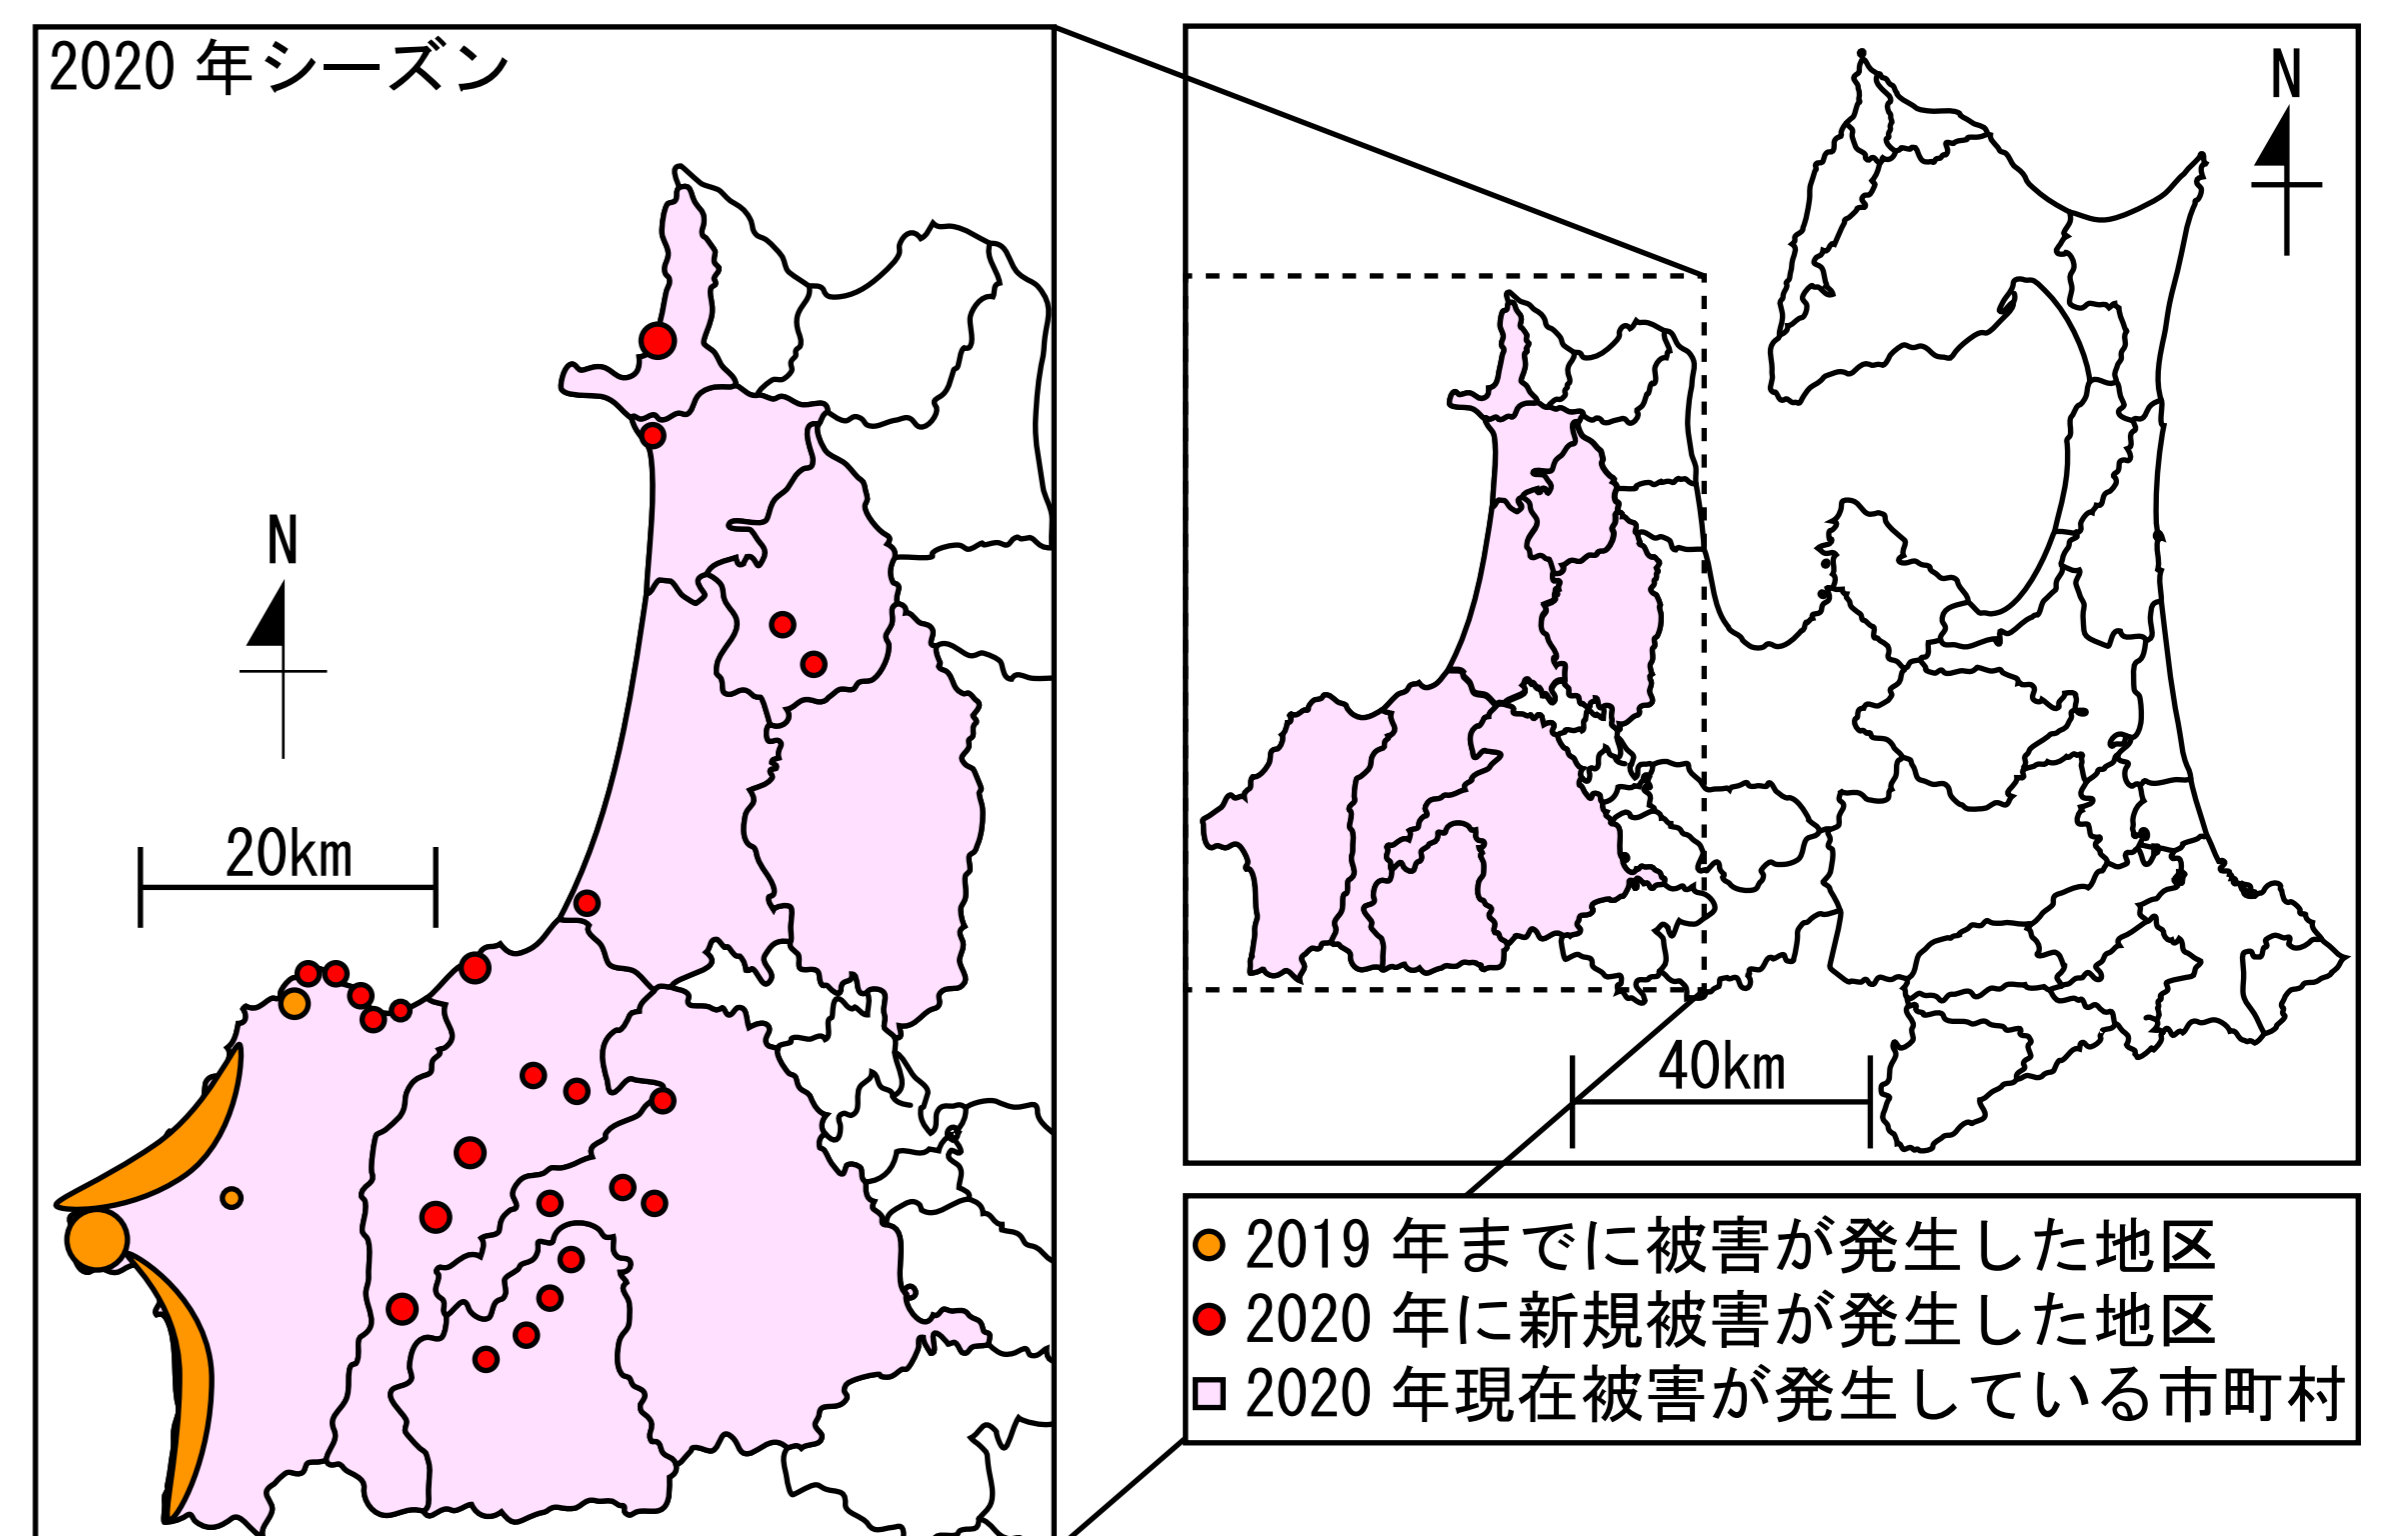 2020 年シーズン
N
20km
N
40km
2019 年までに被害が発生した地区
2020 年に新規被害が発生した地区
2020 年現在被害が発生している市町村